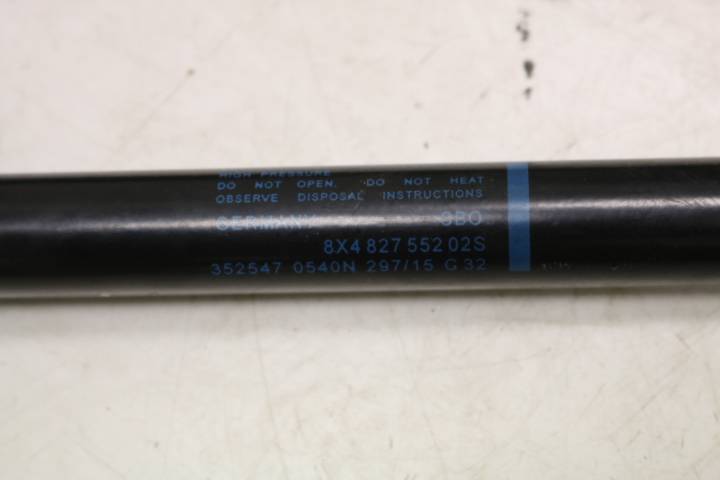 HIGH PRESSURE
DO NOT OPEN. DO NOT HEAT
OBSERVE DISPOSAL INSTRUCTIONS
GERMANY 9B0
8X4 827 552 02S
352547 0540N 297/15 C 32